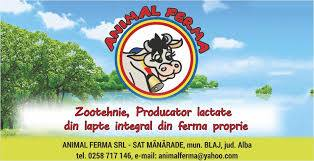 ANIMAL FERMA
Zootehnie, Producator lactate
din lapte integral din ferma proprie
ANIMAL FERMA SRL - SAT MĂNĂRADE, mun. BLAJ, jud. Alba
tel. 0258 717 146, e-mail: animalferma@yahoo.com